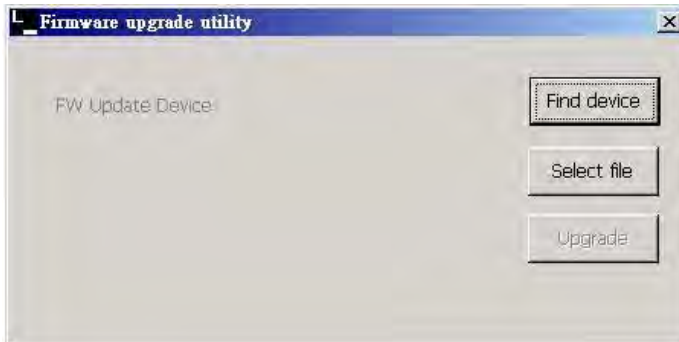 Firmware upgrade utility
FW Update Device
Find device
Select file
Upgrade